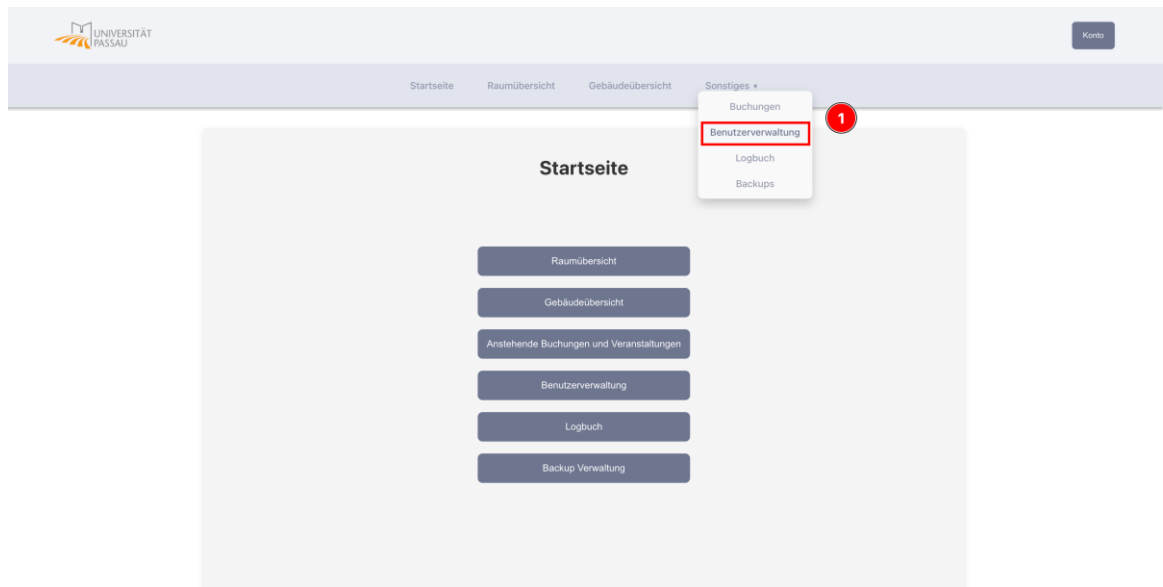 UNIVERSITÄT
PASSAU
Konto
Startseite Raumübersicht Gebäudeübersicht Sonstiges ▾
Buchungen
Benutzerverwaltung
1
Logbuch
Backups
Startseite
Raumübersicht
Gebäudeübersicht
Anstehende Buchungen und Veranstaltungen
Benutzerverwaltung
Logbuch
Backup Verwaltung